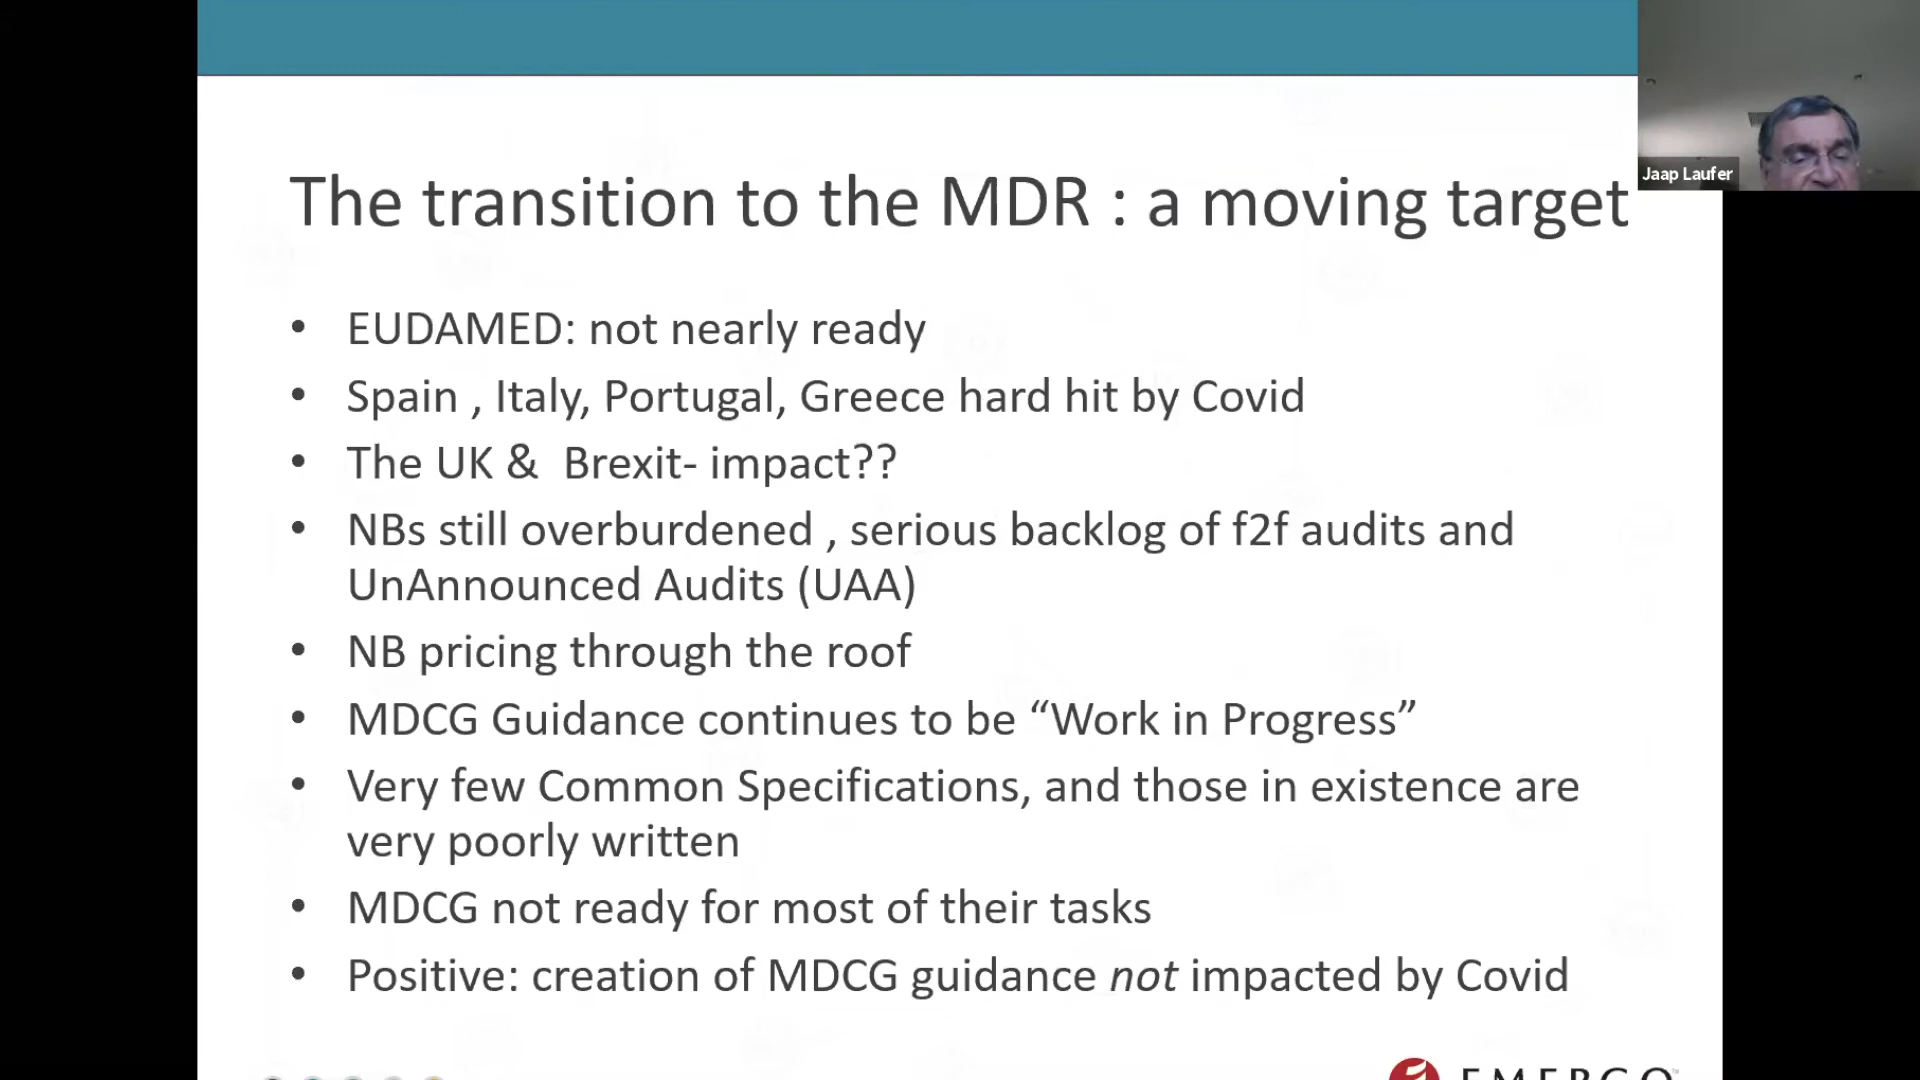 Jaap Laufer
The transition to the MDR : a moving target
• EUDAMED: not nearly ready
• Spain , Italy, Portugal, Greece hard hit by Covid
• The UK & Brexit- impact??
• NBs still overburdened , serious backlog of f2f audits and
UnAnnounced Audits (UAA)
• NB pricing through the roof
• MDCG Guidance continues to be “Work in Progress”
• Very few Common Specifications, and those in existence are
very poorly written
• MDCG not ready for most of their tasks
• Positive: creation of MDCG guidance not impacted by Covid
EMERGO